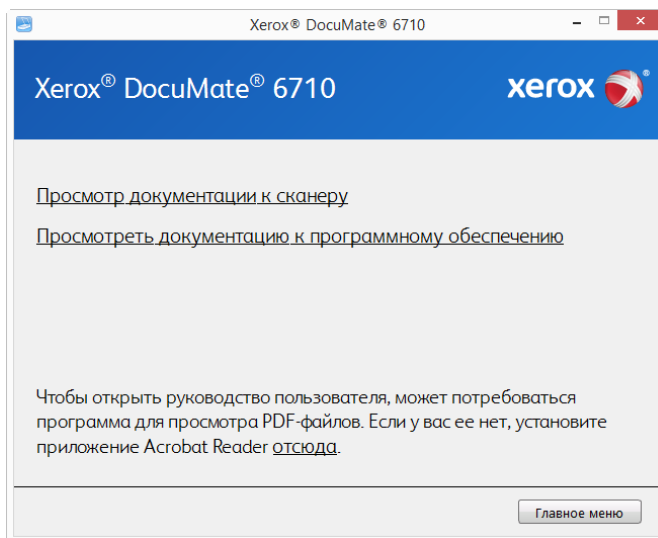 Xerox® DocuMate® 6710
Xerox® DocuMate® 6710
xerox®
Просмотр документации к сканеру
Просмотреть документацию к программному обеспечению
Чтобы открыть руководство пользователя, может потребоваться
программа для просмотра PDF-файлов. Если у вас ее нет, установите
приложение Acrobat Reader отсюда.
Главное меню